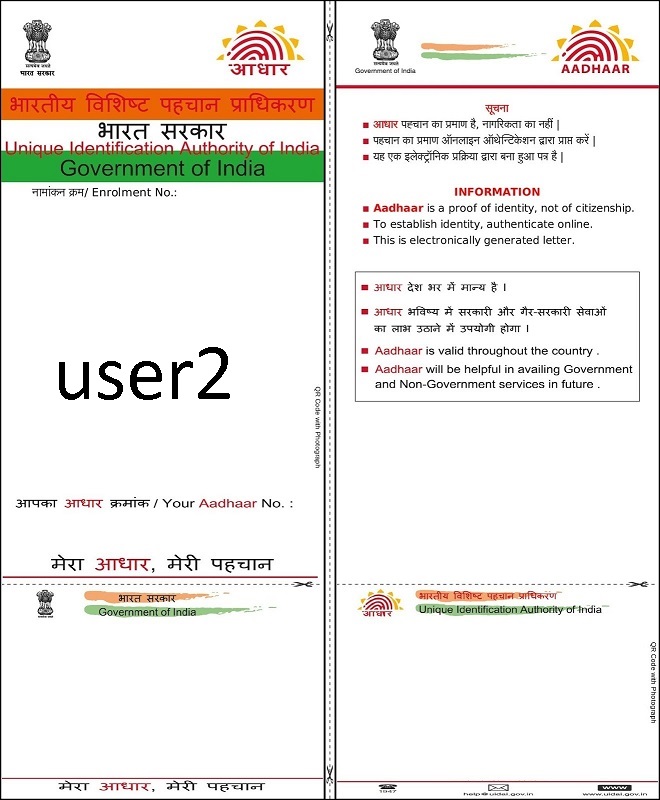 सत्यमेव जयते
भारत सरकार
आधार
भारतीय विशिष्ट पहचान प्राधिकरण
भारत सरकार
Unique Identification Authority of India
Government of India
नामांकन क्रम/ Enrolment No.:
user2
QR Code with Photograph
आपका आधार क्रमांक / Your Aadhaar No. :
मेरा आधार, मेरी पहचान
भारत सरकार
Government of India
मेरा आधार, मेरी पहचान
सत्यमेव जयते
Government of India
AADHAAR
सूचना
आधार पहचान का प्रमाण है, नागरिकता का नहीं |
पहचान का प्रमाण ऑनलाइन ऑथेन्टिकेशन द्वारा प्राप्त करें |
यह एक इलेक्ट्रॉनिक प्रक्रिया द्वारा बना हुआ पत्र है |
INFORMATION
Aadhaar is a proof of identity, not of citizenship.
To establish identity, authenticate online.
This is electronically generated letter.
आधार देश भर में मान्य है ।
आधार भविष्य में सरकारी और गैर-सरकारी सेवाओं
का लाभ उठाने में उपयोगी होगा ।
Aadhaar is valid throughout the country .
Aadhaar will be helpful in availing Government
and Non-Government services in future .
आधार
भारतीय विशिष्ट पहचान प्राधिकरण
Unique Identification Authority of India
QR Code with Photograph
1947
help@uidai.gov.in
www
www.uidai.gov.in